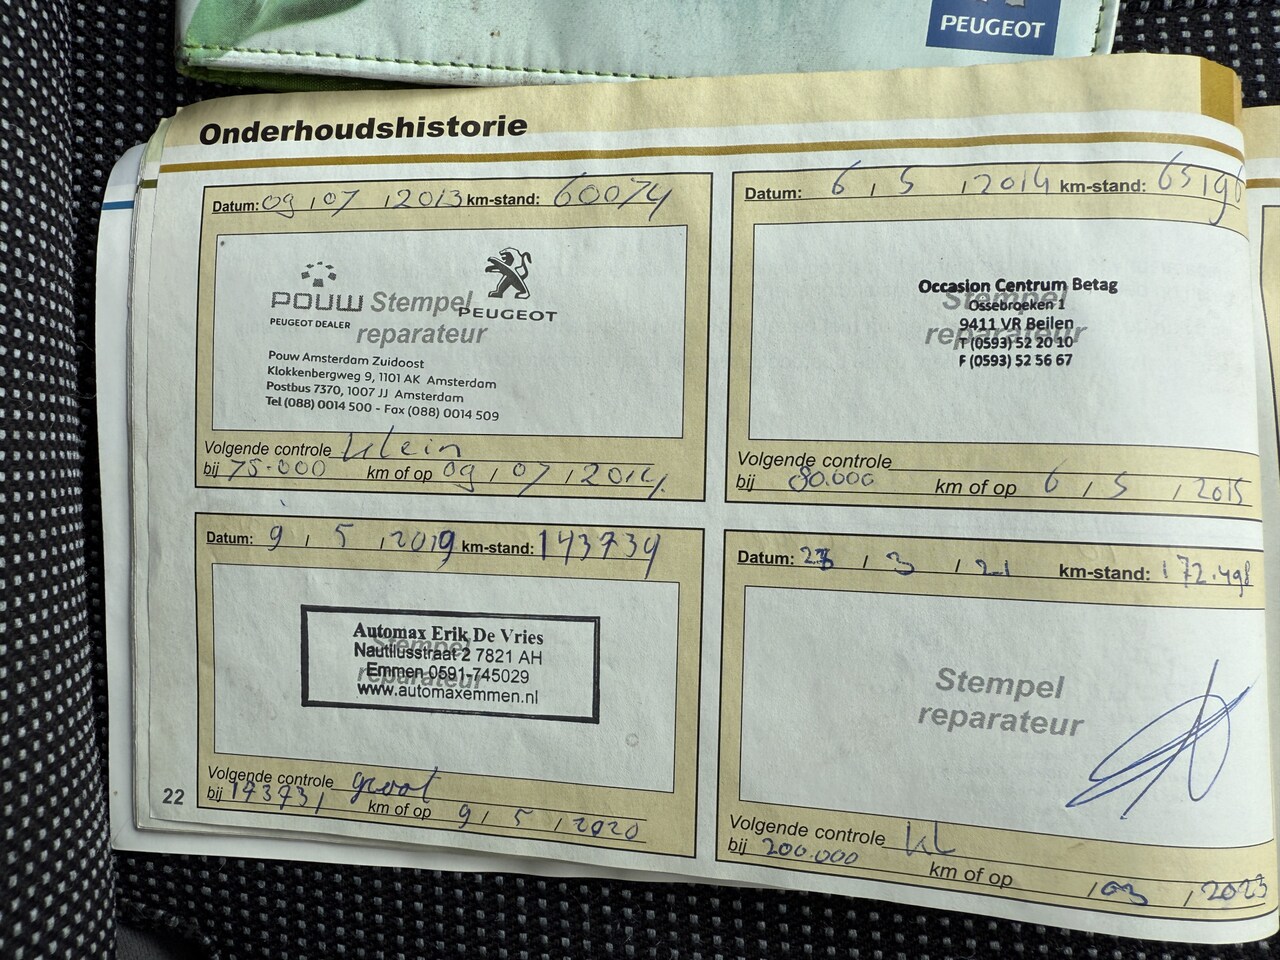 PEUGEOT
Onderhoudshistorie
Datum: 09 / 07 / 2013 km-stand: 60074
POUW Stempel PEUGEOT
PEUGEOT DEALER reparateur
Pouw Amsterdam Zuidoost
Klokkenbergweg 9, 1101 AK Amsterdam
Postbus 7370, 1007 JJ Amsterdam
Tel (088) 0014 500 - Fax (088) 0014 509
Volgende controle klein
bij 75.000 km of op 09 / 07 / 2014
Datum: 6 / 5 / 2014 km-stand:
Occasion Centrum Betag
Stempel
Ossebroeken 1
9411 VR Beilen
reparateur
T (0593) 52 20 10
F (0593) 52 56 67
Volgende controle
bij 80.000 km of op 6 / 5 / 2015
Datum: 9 / 5 / 2019 km-stand: 143739
Automax Erik De Vries
Stempel
Nautilusstraat 2 7821 AH
Emmen 0591-745029
reparateur
www.automaxemmen.nl
Volgende controle groot
bij km of op 9 / 5 / 2020
Datum: / 3 / 21 km-stand: 172.498
Stempel
reparateur
Volgende controle kl
bij 200.000 km of op / 03 / 2023
22